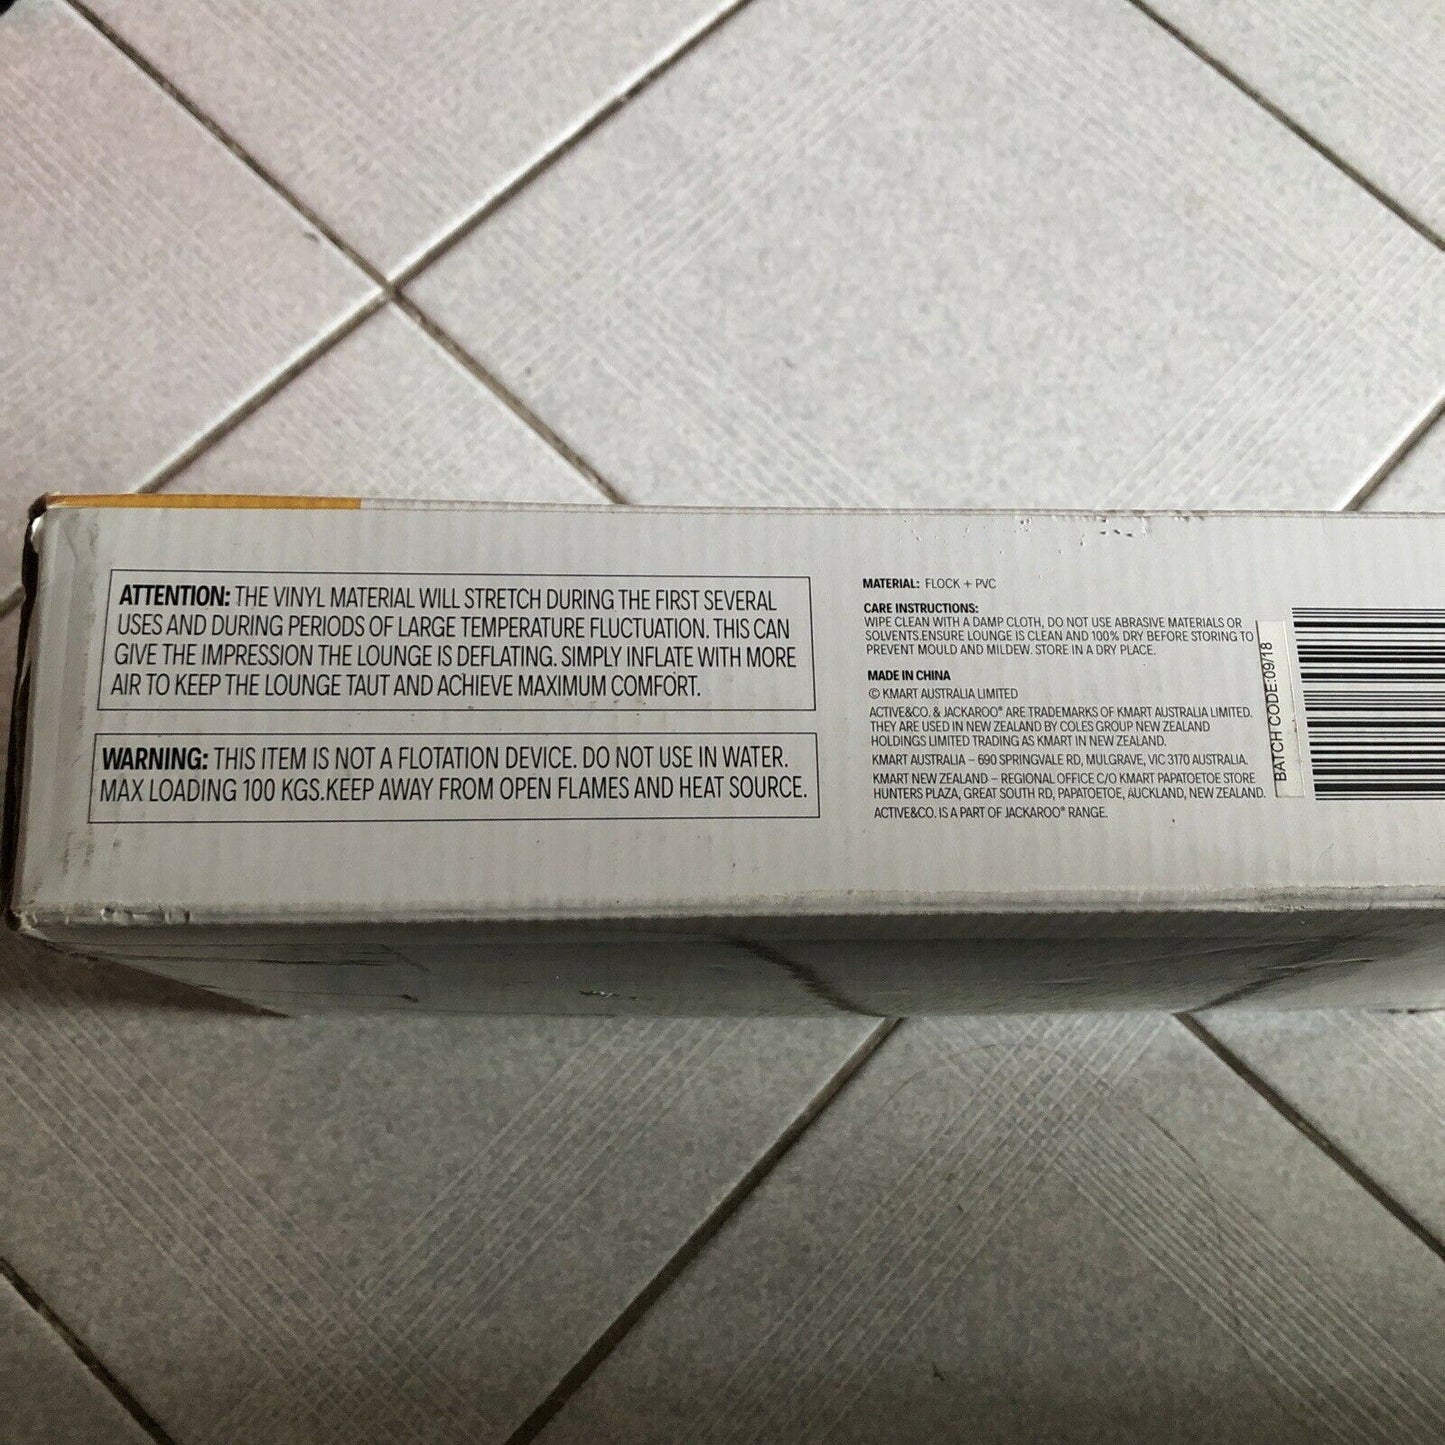 ATTENTION: THE VINYL MATERIAL WILL STRETCH DURING THE FIRST SEVERAL
USES AND DURING PERIODS OF LARGE TEMPERATURE FLUCTUATION. THIS CAN
GIVE THE IMPRESSION THE LOUNGE IS DEFLATING. SIMPLY INFLATE WITH MORE
AIR TO KEEP THE LOUNGE TAUT AND ACHIEVE MAXIMUM COMFORT.
WARNING: THIS ITEM IS NOT A FLOTATION DEVICE. DO NOT USE IN WATER.
MAX LOADING 100 KGS.KEEP AWAY FROM OPEN FLAMES AND HEAT SOURCE.
MATERIAL: FLOCK + PVC
CARE INSTRUCTIONS:
WIPE CLEAN WITH A DAMP CLOTH, DO NOT USE ABRASIVE MATERIALS OR
SOLVENTS.ENSURE LOUNGE IS CLEAN AND 100% DRY BEFORE STORING TO
PREVENT MOULD AND MILDEW. STORE IN A DRY PLACE.
MADE IN CHINA
© KMART AUSTRALIA LIMITED
ACTIVE&CO. & JACKAROO® ARE TRADEMARKS OF KMART AUSTRALIA LIMITED.
THEY ARE USED IN NEW ZEALAND BY COLES GROUP NEW ZEALAND
HOLDINGS LIMITED TRADING AS KMART IN NEW ZEALAND.
KMART AUSTRALIA – 690 SPRINGVALE RD, MULGRAVE, VIC 3170 AUSTRALIA.
KMART NEW ZEALAND – REGIONAL OFFICE C/O KMART PAPATOETOE STORE
HUNTERS PLAZA, GREAT SOUTH RD, PAPATOETOE, AUCKLAND, NEW ZEALAND.
ACTIVE&CO. IS A PART OF JACKAROO® RANGE.
BATCH CODE:09/18